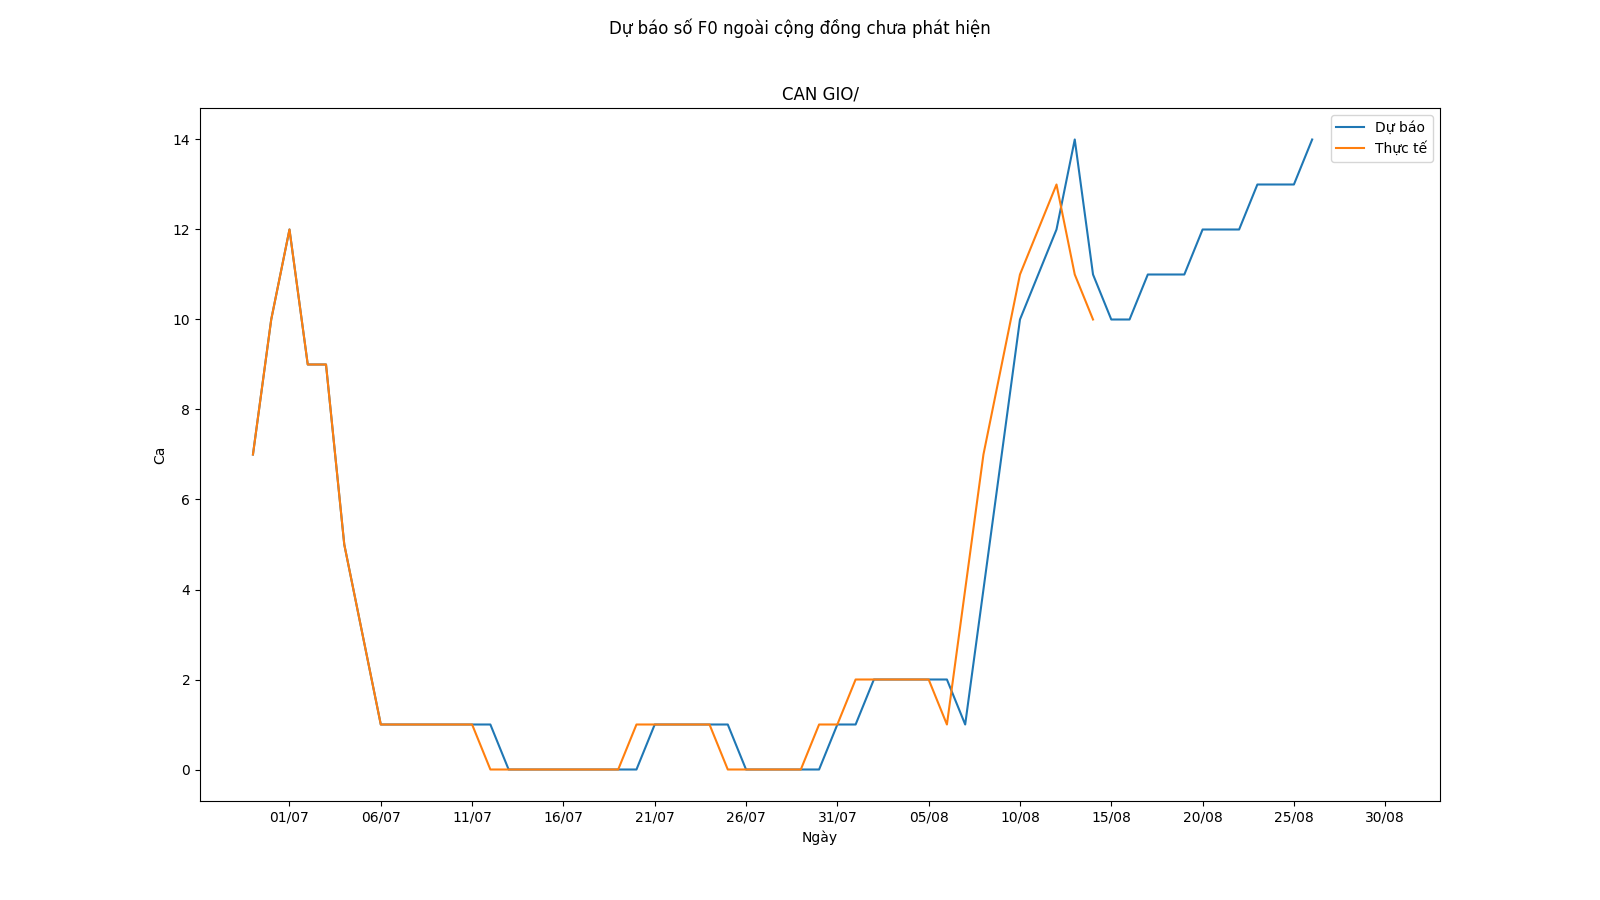 Dự báo số F0 ngoài cộng đồng chưa phát hiện
CAN GIO/
Dự báo
Thực tế
14
12
10
8
6
4
2
0
Ca
01/07 06/07 11/07 16/07 21/07 26/07 31/07 05/08 10/08 15/08 20/08 25/08 30/08
Ngày